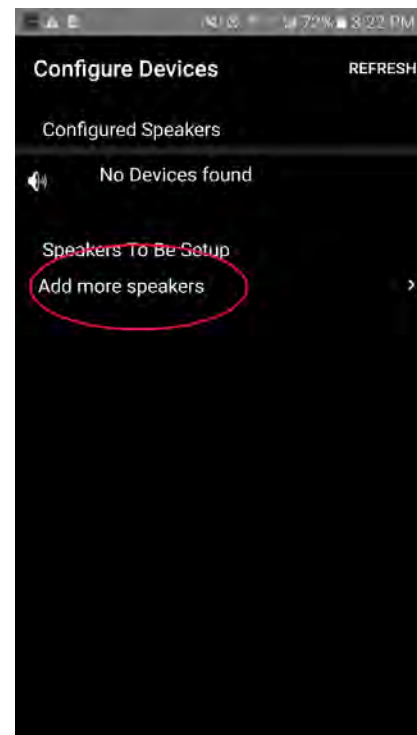 72% 3:22 PM
Configure Devices REFRESH
Configured Speakers
No Devices found
Speakers To Be Setup
Add more speakers